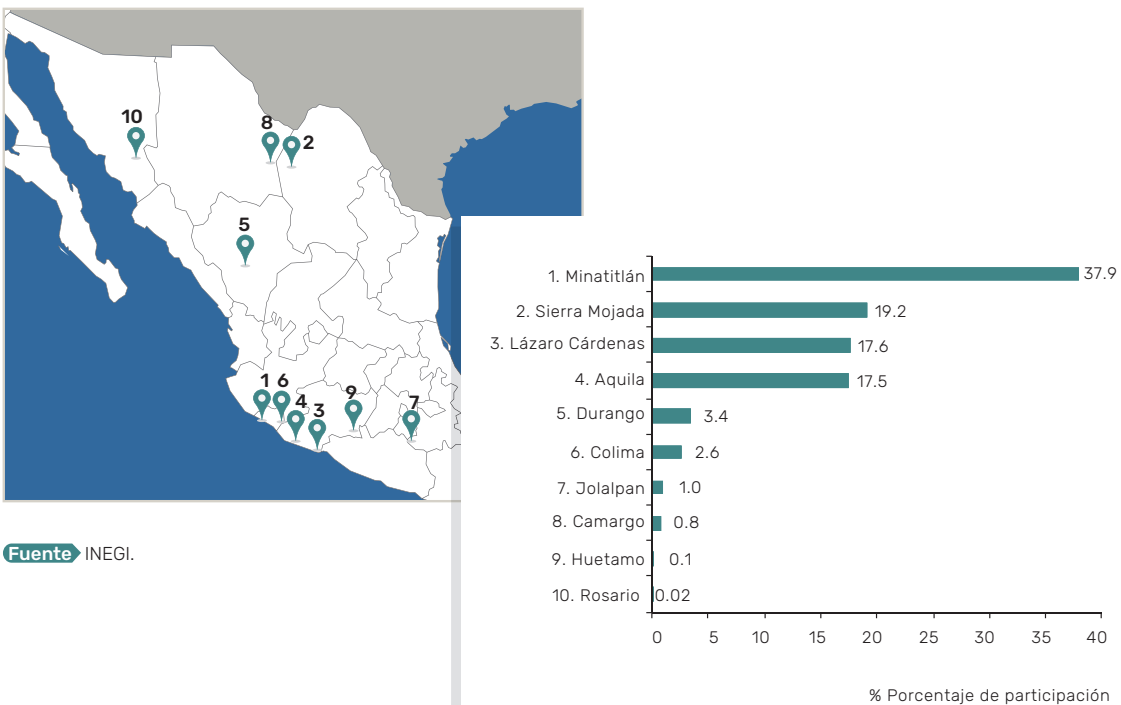 10
8
2
5
1 6
4
3
9
7
Fuente INEGI.
1. Minatitlán 37.9
2. Sierra Mojada 19.2
3. Lázaro Cárdenas 17.6
4. Aquila 17.5
5. Durango 3.4
6. Colima 2.6
7. Jolalpan 1.0
8. Camargo 0.8
9. Huetamo 0.1
10. Rosario 0.02
0 5 10 15 20 25 30 35 40
% Porcentaje de participación